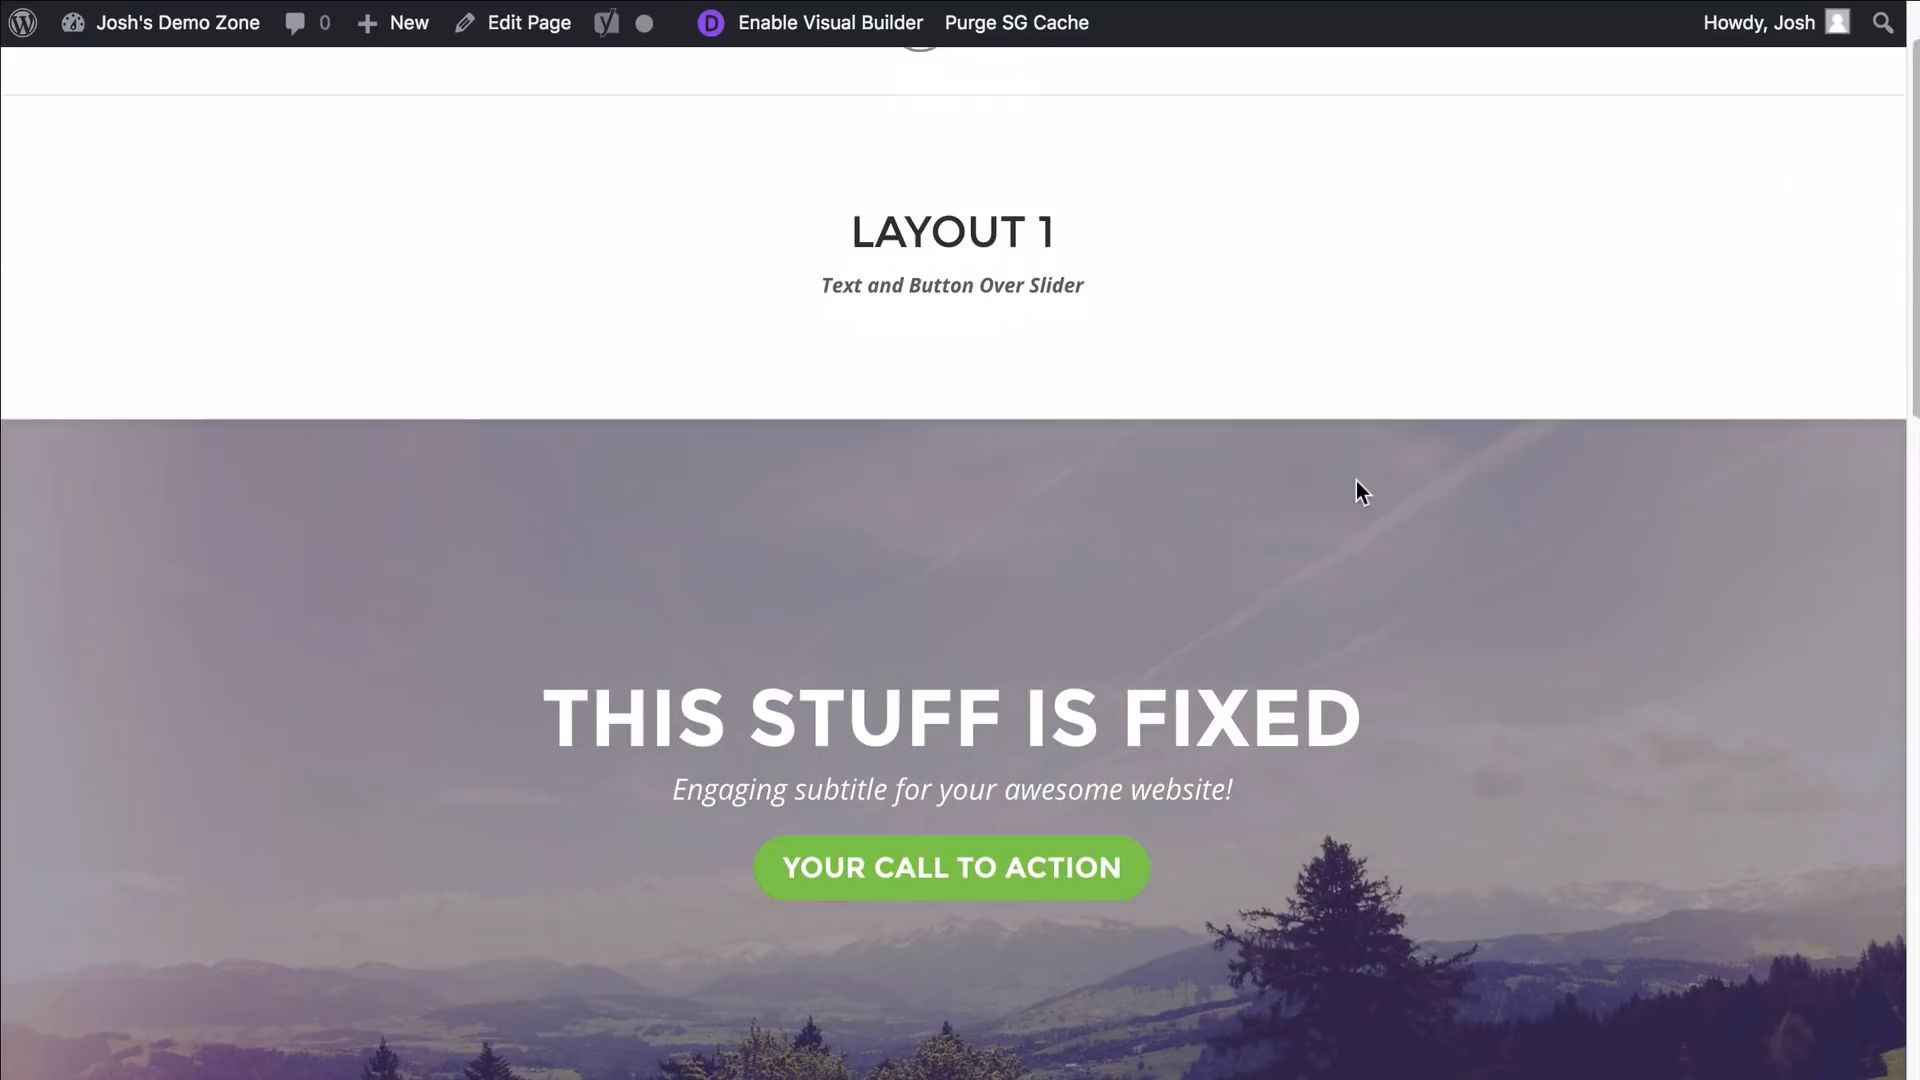 Josh's Demo Zone 0 New Edit Page Enable Visual Builder Purge SG Cache Howdy, Josh
LAYOUT 1
Text and Button Over Slider
THIS STUFF IS FIXED
Engaging subtitle for your awesome website!
YOUR CALL TO ACTION